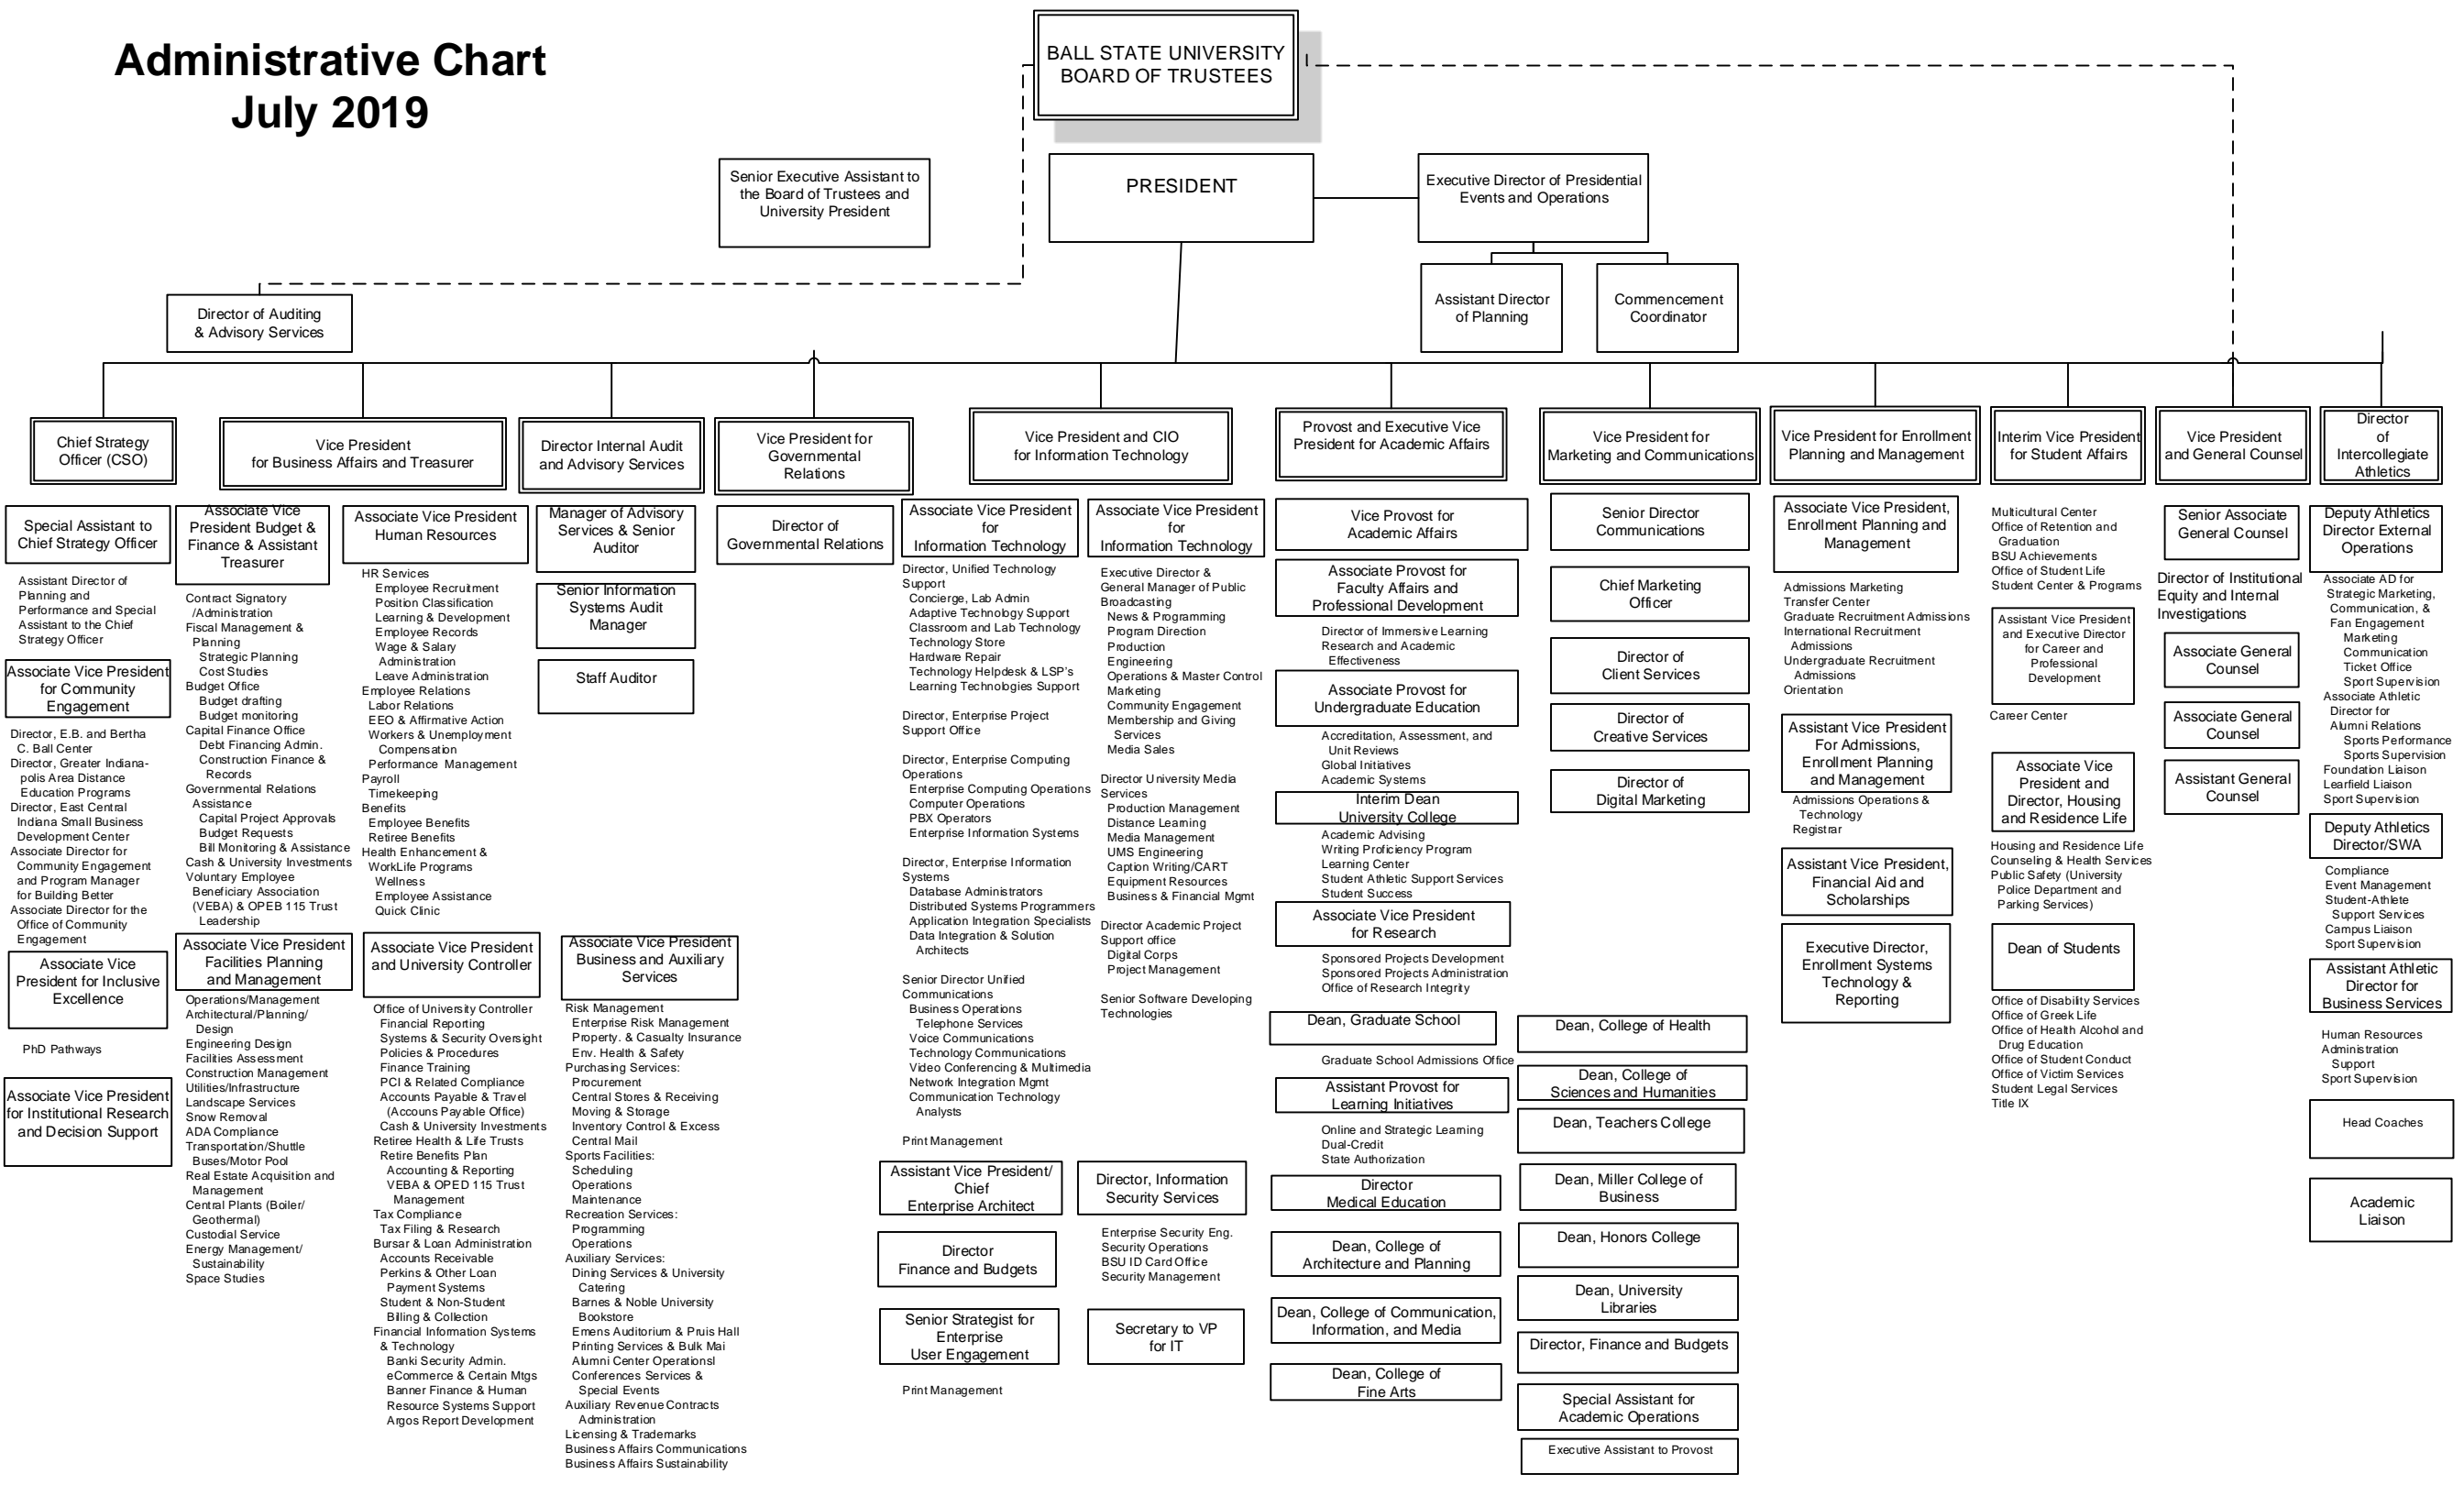 Administrative Chart
July 2019
BALL STATE UNIVERSITY
BOARD OF TRUSTEES
Senior Executive Assistant to
the Board of Trustees and
University President
PRESIDENT
Executive Director of Presidential
Events and Operations
Assistant Director
of Planning
Commencement
Coordinator
Director of Auditing
& Advisory Services
Chief Strategy
Officer (CSO)
Vice President
for Business Affairs and Treasurer
Director Internal Audit
and Advisory Services
Vice President for
Governmental
Relations
Vice President and CIO
for Information Technology
Provost and Executive Vice
President for Academic Affairs
Vice President for
Marketing and Communications
Vice President for Enrollment
Planning and Management
Interim Vice President
for Student Affairs
Vice President
and General Counsel
Director
of
Intercollegiate
Athletics
Special Assistant to
Chief Strategy Officer
Assistant Director of
Planning and
Performance and Special
Assistant to the Chief
Strategy Officer
Associate Vice President
for Community
Engagement
Director, E.B. and Bertha
C. Ball Center
Director, Greater Indiana-
polis Area Distance
Education Programs
Director, East Central
Indiana Small Business
Development Center
Associate Director for
Community Engagement
and Program Manager
for Building Better
Associate Director for the
Office of Community
Engagement
Associate Vice
President for Inclusive
Excellence
PhD Pathways
Associate Vice President
for Institutional Research
and Decision Support
Associate Vice
President Budget &
Finance & Assistant
Treasurer
Contract Signatory
/Administration
Fiscal Management &
Planning
Strategic Planning
Cost Studies
Budget Office
Budget drafting
Budget monitoring
Capital Finance Office
Debt Financing Admin.
Construction Finance &
Records
Governmental Relations
Assistance
Capital Project Approvals
Budget Requests
Bill Monitoring & Assistance
Cash & University Investments
Voluntary Employee
Beneficiary Association
(VEBA) & OPEB 115 Trust
Leadership
Associate Vice President
Facilities Planning
and Management
Operations/Management
Architectural/Planning/
Design
Engineering Design
Facilities Assessment
Construction Management
Utilities/Infrastructure
Landscape Services
Snow Removal
ADA Compliance
Transportation/Shuttle
Buses/Motor Pool
Real Estate Acquisition and
Management
Central Plants (Boiler/
Geothermal)
Custodial Service
Energy Management/
Sustainability
Space Studies
Associate Vice President
Human Resources
HR Services
Employee Recruitment
Position Classification
Learning & Development
Employee Records
Wage & Salary
Administration
Leave Administration
Employee Relations
Labor Relations
EEO & Affirmative Action
Workers & Unemployment
Compensation
Performance Management
Payroll
Timekeeping
Benefits
Employee Benefits
Retiree Benefits
Health Enhancement &
WorkLife Programs
Wellness
Employee Assistance
Quick Clinic
Associate Vice President
and University Controller
Office of University Controller
Financial Reporting
Systems & Security Oversight
Policies & Procedures
Finance Training
PCI & Related Compliance
Accounts Payable & Travel
(Accouns Payable Office)
Cash & University Investments
Retiree Health & Life Trusts
Retire Benefits Plan
Accounting & Reporting
VEBA & OPED 115 Trust
Management
Tax Compliance
Tax Filing & Research
Bursar & Loan Administration
Accounts Receivable
Perkins & Other Loan
Payment Systems
Student & Non-Student
Billing & Collection
Financial Information Systems
& Technology
Banki Security Admin.
eCommerce & Certain Mtgs
Banner Finance & Human
Resource Systems Support
Argos Report Development
Manager of Advisory
Services & Senior
Auditor
Senior Information
Systems Audit
Manager
Staff Auditor
Associate Vice President
Business and Auxiliary
Services
Risk Management
Enterprise Risk Management
Property. & Casualty Insurance
Env. Health & Safety
Purchasing Services:
Procurement
Central Stores & Receiving
Moving & Storage
Inventory Control & Excess
Central Mail
Sports Facilities:
Scheduling
Operations
Maintenance
Recreation Services:
Programming
Operations
Auxiliary Services:
Dining Services & University
Catering
Barnes & Noble University
Bookstore
Emens Auditorium & Pruis Hall
Printing Services & Bulk Mai
Alumni Center Operationsl
Conferences Services &
Special Events
Auxiliary Revenue Contracts
Administration
Licensing & Trademarks
Business Affairs Communications
Business Affairs Sustainability
Director of
Governmental Relations
Associate Vice President
for
Information Technology
Director, Unified Technology
Support
Concierge, Lab Admin
Adaptive Technology Support
Classroom and Lab Technology
Technology Store
Hardware Repair
Technology Helpdesk & LSP's
Learning Technologies Support
Director, Enterprise Project
Support Office
Director, Enterprise Computing
Operations
Enterprise Computing Operations
Computer Operations
PBX Operators
Enterprise Information Systems
Director, Enterprise Information
Systems
Database Administrators
Distributed Systems Programmers
Application Integration Specialists
Data Integration & Solution
Architects
Senior Director Unified
Communications
Business Operations
Telephone Services
Voice Communications
Technology Communications
Video Conferencing & Multimedia
Network Integration Mgmt
Communication Technology
Analysts
Print Management
Assistant Vice President/
Chief
Enterprise Architect
Director
Finance and Budgets
Senior Strategist for
Enterprise
User Engagement
Print Management
Associate Vice President
for
Information Technology
Executive Director &
General Manager of Public
Broadcasting
News & Programming
Program Direction
Production
Engineering
Operations & Master Control
Marketing
Community Engagement
Membership and Giving
Services
Media Sales
Director University Media
Services
Production Management
Distance Learning
Media Management
UMS Engineering
Caption Writing/CART
Equipment Resources
Business & Financial Mgmt
Director Academic Project
Support office
Digital Corps
Project Management
Senior Software Developing
Technologies
Director, Information
Security Services
Enterprise Security Eng.
Security Operations
BSU ID Card Office
Security Management
Secretary to VP
for IT
Vice Provost for
Academic Affairs
Associate Provost for
Faculty Affairs and
Professional Development
Director of Immersive Learning
Research and Academic
Effectiveness
Associate Provost for
Undergraduate Education
Accreditation, Assessment, and
Unit Reviews
Global Initiatives
Academic Systems
Interim Dean
University College
Academic Advising
Writing Proficiency Program
Learning Center
Student Athletic Support Services
Student Success
Associate Vice President
for Research
Sponsored Projects Development
Sponsored Projects Administration
Office of Research Integrity
Dean, Graduate School
Graduate School Admissions Office
Assistant Provost for
Learning Initiatives
Online and Strategic Learning
Dual-Credit
State Authorization
Director
Medical Education
Dean, College of
Architecture and Planning
Dean, College of Communication,
Information, and Media
Dean, College of
Fine Arts
Senior Director
Communications
Chief Marketing
Officer
Director of
Client Services
Director of
Creative Services
Director of
Digital Marketing
Dean, College of Health
Dean, College of
Sciences and Humanities
Dean, Teachers College
Dean, Miller College of
Business
Dean, Honors College
Dean, University
Libraries
Director, Finance and Budgets
Special Assistant for
Academic Operations
Executive Assistant to Provost
Associate Vice President,
Enrollment Planning and
Management
Admissions Marketing
Transfer Center
Graduate Recruitment Admissions
International Recruitment
Admissions
Undergraduate Recruitment
Admissions
Orientation
Assistant Vice President
For Admissions,
Enrollment Planning
and Management
Admissions Operations &
Technology
Registrar
Assistant Vice President,
Financial Aid and
Scholarships
Executive Director,
Enrollment Systems
Technology &
Reporting
Multicultural Center
Office of Retention and
Graduation
BSU Achievements
Office of Student Life
Student Center & Programs
Assistant Vice President
and Executive Director
for Career and
Professional
Development
Career Center
Associate Vice
President and
Director, Housing
and Residence Life
Housing and Residence Life
Counseling & Health Services
Public Safety (University
Police Department and
Parking Services)
Dean of Students
Office of Disability Services
Office of Greek Life
Office of Health Alcohol and
Drug Education
Office of Student Conduct
Office of Victim Services
Student Legal Services
Title IX
Senior Associate
General Counsel
Director of Institutional
Equity and Internal
Investigations
Associate General
Counsel
Associate General
Counsel
Assistant General
Counsel
Deputy Athletics
Director External
Operations
Associate AD for
Strategic Marketing,
Communication, &
Fan Engagement
Marketing
Communication
Ticket Office
Sport Supervision
Associate Athletic
Director for
Alumni Relations
Sports Performance
Sports Supervision
Foundation Liaison
Learfield Liaison
Sport Supervision
Deputy Athletics
Director/SWA
Compliance
Event Management
Student-Athlete
Support Services
Campus Liaison
Sport Supervision
Assistant Athletic
Director for
Business Services
Human Resources
Administration
Support
Sport Supervision
Head Coaches
Academic
Liaison